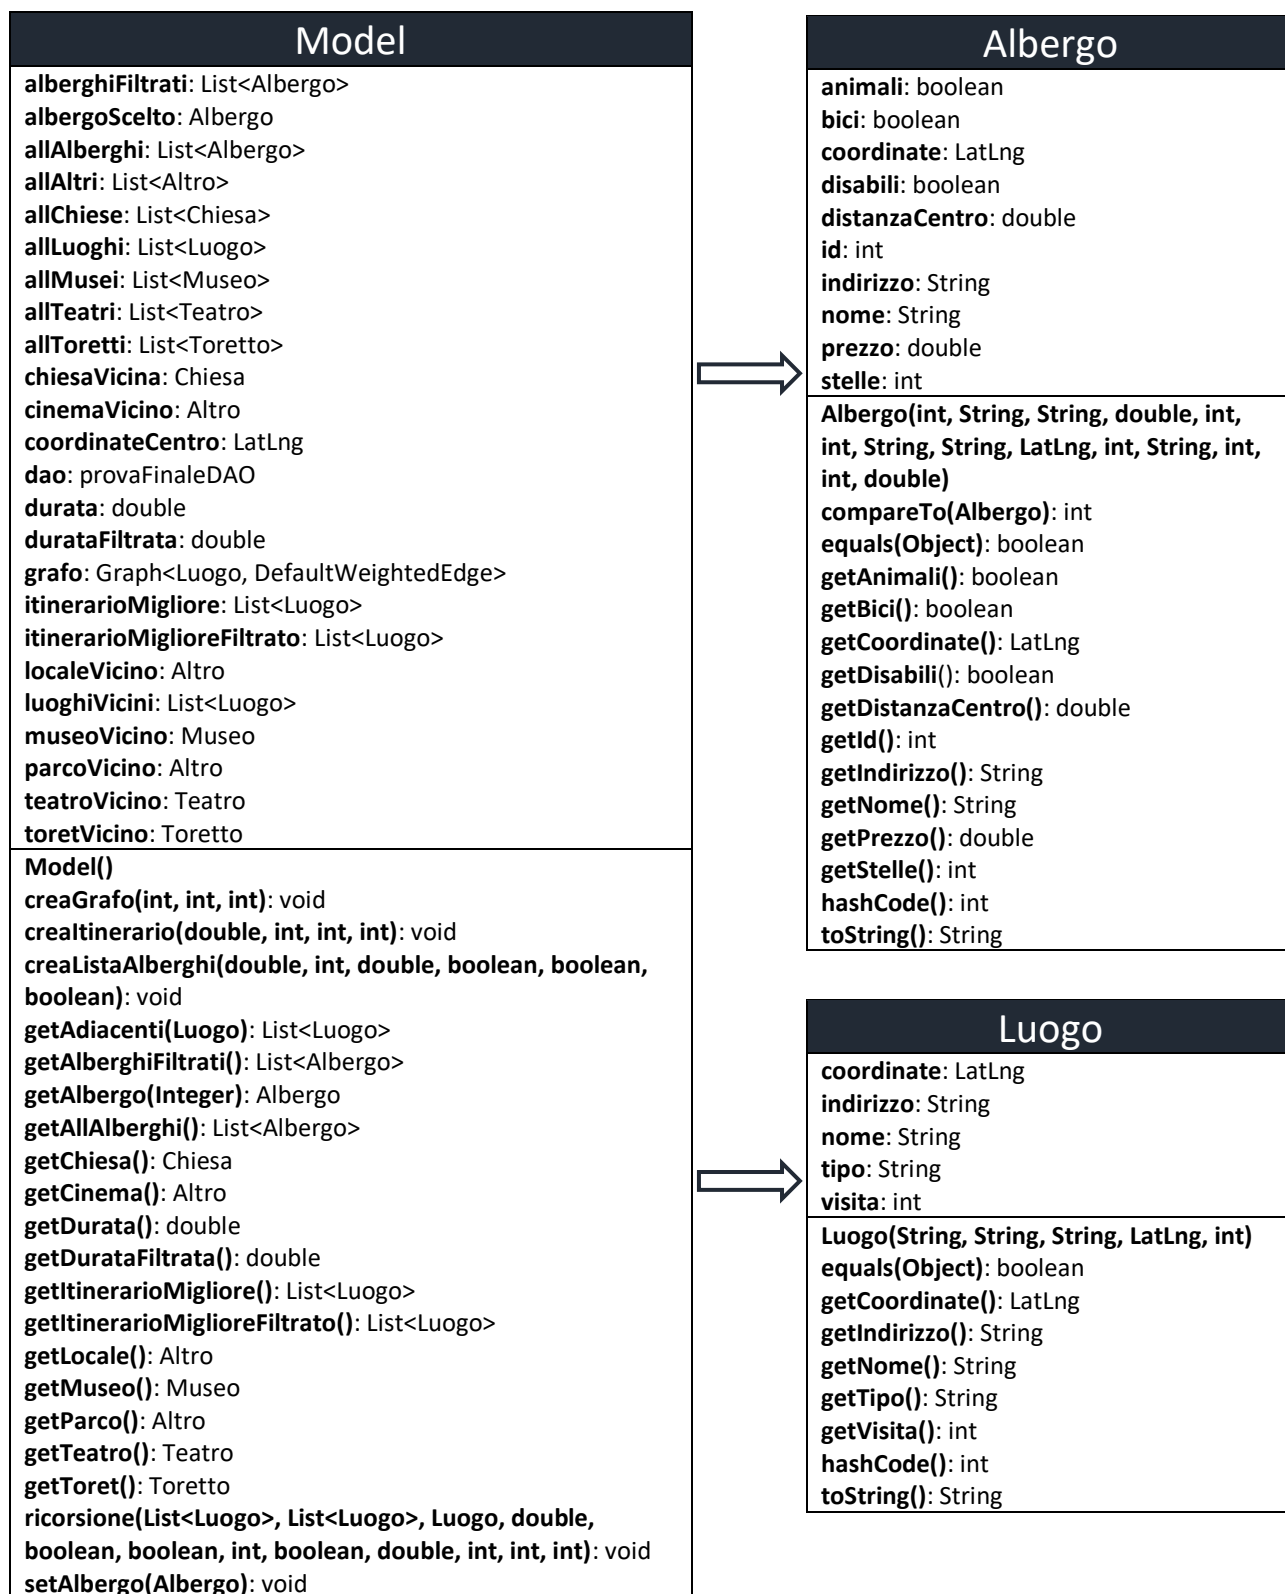 Model
alberghiFiltrati: List<Albergo>
albergoScelto: Albergo
allAlberghi: List<Albergo>
allAltri: List<Altro>
allChiese: List<Chiesa>
allLuoghi: List<Luogo>
allMusei: List<Museo>
allTeatri: List<Teatro>
allToretti: List<Toretto>
chiesaVicina: Chiesa
cinemaVicino: Altro
coordinateCentro: LatLng
dao: provaFinaleDAO
durata: double
durataFiltrata: double
grafo: Graph<Luogo, DefaultWeightedEdge>
itinerarioMigliore: List<Luogo>
itinerarioMiglioreFiltrato: List<Luogo>
localeVicino: Altro
luoghiVicini: List<Luogo>
museoVicino: Museo
parcoVicino: Altro
teatroVicino: Teatro
toretVicino: Toretto
Model()
creaGrafo(int, int, int): void
creaItinerario(double, int, int, int): void
creaListaAlberghi(double, int, double, boolean, boolean,
boolean): void
getAdiacenti(Luogo): List<Luogo>
getAlberghiFiltrati(): List<Albergo>
getAlbergo(Integer): Albergo
getAllAlberghi(): List<Albergo>
getChiesa(): Chiesa
getCinema(): Altro
getDurata(): double
getDurataFiltrata(): double
getItinerarioMigliore(): List<Luogo>
getItinerarioMiglioreFiltrato(): List<Luogo>
getLocale(): Altro
getMuseo(): Museo
getParco(): Altro
getTeatro(): Teatro
getToret(): Toretto
ricorsione(List<Luogo>, List<Luogo>, Luogo, double,
boolean, boolean, int, boolean, double, int, int, int): void
setAlbergo(Albergo): void
Albergo
animali: boolean
bici: boolean
coordinate: LatLng
disabili: boolean
distanzaCentro: double
id: int
indirizzo: String
nome: String
prezzo: double
stelle: int
Albergo(int, String, String, double, int,
int, String, String, LatLng, int, String, int,
int, double)
compareTo(Albergo): int
equals(Object): boolean
getAnimali(): boolean
getBici(): boolean
getCoordinate(): LatLng
getDisabili(): boolean
getDistanzaCentro(): double
getId(): int
getIndirizzo(): String
getNome(): String
getPrezzo(): double
getStelle(): int
hashCode(): int
toString(): String
Luogo
coordinate: LatLng
indirizzo: String
nome: String
tipo: String
visita: int
Luogo(String, String, String, LatLng, int)
equals(Object): boolean
getCoordinate(): LatLng
getIndirizzo(): String
getNome(): String
getTipo(): String
getVisita(): int
hashCode(): int
toString(): String